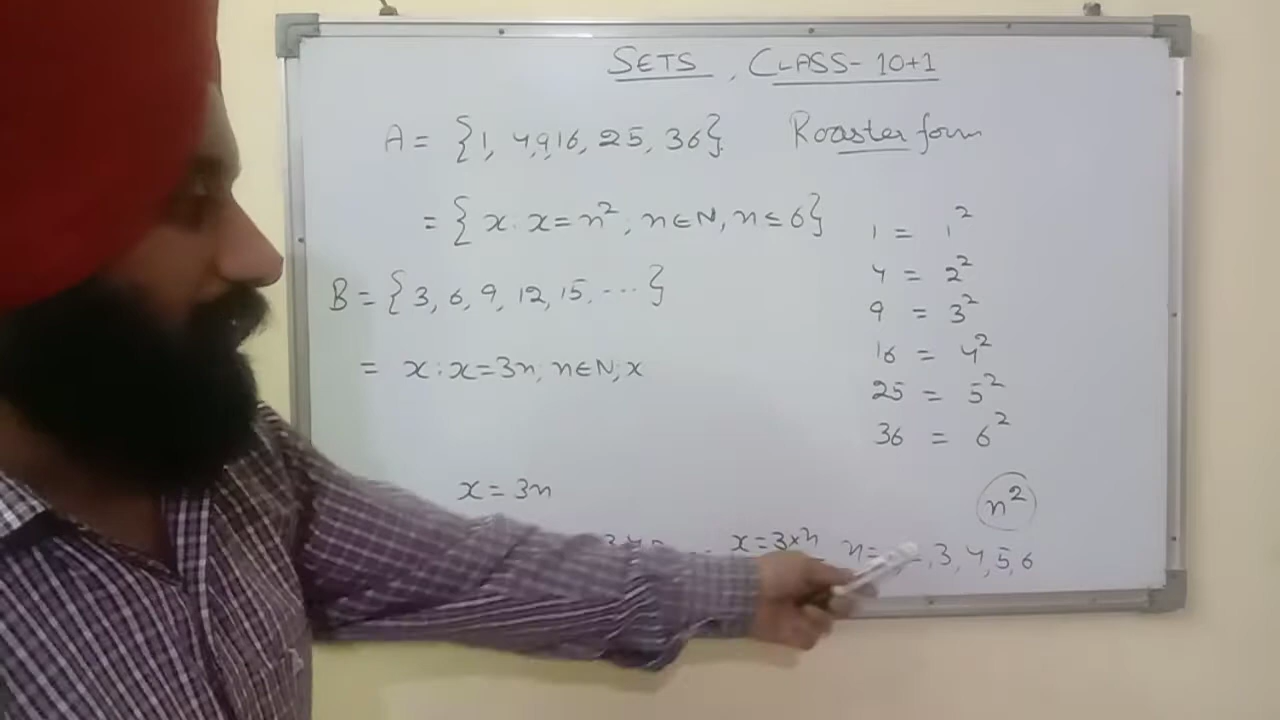 SETS, CLASS-10+1
A = {1, 4,9,16, 25, 36}. Roaster form
= {x: x=n², n∈N, n≤6}
1 = 1²
4 = 2²
B = {3, 6, 9, 12, 15, ...}
9 = 3²
16 = 4²
= x : x=3n, n∈N, x
25 = 5²
36 = 6²
x = 3n
n²
x=3×n n= ,3, 4, 5, 6